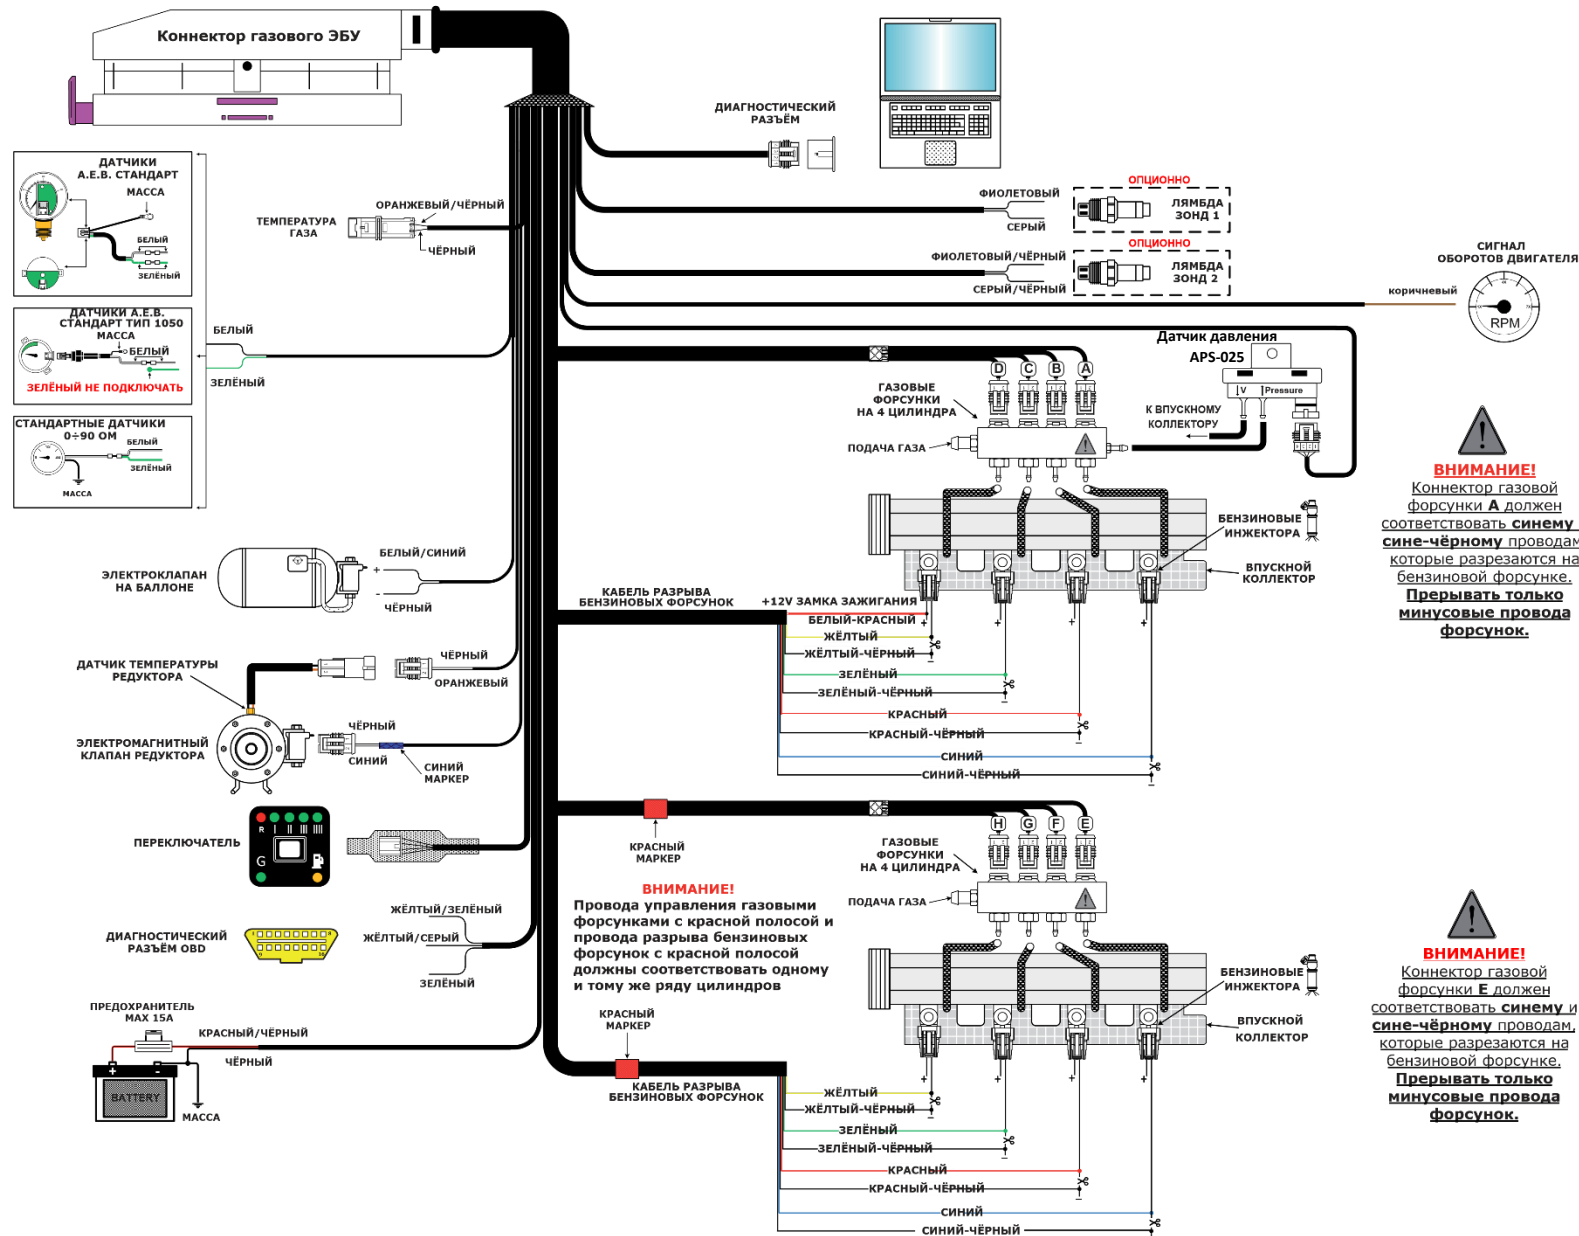 Коннектор газового ЭБУ
ДИАГНОСТИЧЕСКИЙ
РАЗЪЁМ
ДАТЧИКИ
А.Е.В. СТАНДАРТ
МАССА
БЕЛЫЙ
ЗЕЛЁНЫЙ
ДАТЧИКИ А.Е.В.
СТАНДАРТ ТИП 1050
МАССА
БЕЛЫЙ
ЗЕЛЁНЫЙ НЕ ПОДКЛЮЧАТЬ
СТАНДАРТНЫЕ ДАТЧИКИ
0÷90 ОМ
БЕЛЫЙ
ЗЕЛЁНЫЙ
МАССА
БЕЛЫЙ
ЗЕЛЁНЫЙ
ТЕМПЕРАТУРА
ГАЗА
ОРАНЖЕВЫЙ/ЧЁРНЫЙ
ЧЁРНЫЙ
ФИОЛЕТОВЫЙ
СЕРЫЙ
ОПЦИОННО
ЛЯМБДА
ЗОНД 1
ФИОЛЕТОВЫЙ/ЧЁРНЫЙ
СЕРЫЙ/ЧЁРНЫЙ
ОПЦИОННО
ЛЯМБДА
ЗОНД 2
СИГНАЛ
ОБОРОТОВ ДВИГАТЕЛЯ
коричневый
RPM
Датчик давления
APS-025
V
Pressure
К ВПУСКНОМУ
КОЛЛЕКТОРУ
D
C
B
A
ГАЗОВЫЕ
ФОРСУНКИ
НА 4 ЦИЛИНДРА
ПОДАЧА ГАЗА
БЕНЗИНОВЫЕ
ИНЖЕКТОРА
ВПУСКНОЙ
КОЛЛЕКТОР
ВНИМАНИЕ!
Коннектор газовой
форсунки А должен
соответствовать синему
сине-чёрному проводам
которые разрезаются на
бензиновой форсунке.
Прерывать только
минусовые провода
форсунок.
ЭЛЕКТРОКЛАПАН
НА БАЛЛОНЕ
БЕЛЫЙ/СИНИЙ
+
-
ЧЁРНЫЙ
КАБЕЛЬ РАЗРЫВА
БЕНЗИНОВЫХ ФОРСУНОК
+12V ЗАМКА ЗАЖИГАНИЯ
БЕЛЫЙ-КРАСНЫЙ
ЖЁЛТЫЙ
ЖЁЛТЫЙ-ЧЁРНЫЙ
ЗЕЛЁНЫЙ
ЗЕЛЁНЫЙ-ЧЁРНЫЙ
КРАСНЫЙ
КРАСНЫЙ-ЧЁРНЫЙ
СИНИЙ
СИНИЙ-ЧЁРНЫЙ
+
+
+
+
ДАТЧИК ТЕМПЕРАТУРЫ
РЕДУКТОРА
ЧЁРНЫЙ
ОРАНЖЕВЫЙ
ЭЛЕКТРОМАГНИТНЫЙ
КЛАПАН РЕДУКТОРА
ЧЁРНЫЙ
СИНИЙ
СИНИЙ
МАРКЕР
ПЕРЕКЛЮЧАТЕЛЬ
R I II III IIII
G
КРАСНЫЙ
МАРКЕР
H
G
F
E
ГАЗОВЫЕ
ФОРСУНКИ
НА 4 ЦИЛИНДРА
ПОДАЧА ГАЗА
ВНИМАНИЕ!
Провода управления газовыми
форсунками с красной полосой и
провода разрыва бензиновых
форсунок с красной полосой
должны соответствовать одному
и тому же ряду цилиндров
БЕНЗИНОВЫЕ
ИНЖЕКТОРА
ВПУСКНОЙ
КОЛЛЕКТОР
ВНИМАНИЕ!
Коннектор газовой
форсунки Е должен
соответствовать синему и
сине-чёрному проводам,
которые разрезаются на
бензиновой форсунке.
Прерывать только
минусовые провода
форсунок.
ДИАГНОСТИЧЕСКИЙ
РАЗЪЁМ OBD
1
8
9
16
ЖЁЛТЫЙ/ЗЕЛЁНЫЙ
ЖЁЛТЫЙ/СЕРЫЙ
ЗЕЛЁНЫЙ
ПРЕДОХРАНИТЕЛЬ
МАХ 15А
КРАСНЫЙ/ЧЁРНЫЙ
ЧЁРНЫЙ
+
-
BATTERY
МАССА
КРАСНЫЙ
МАРКЕР
КАБЕЛЬ РАЗРЫВА
БЕНЗИНОВЫХ ФОРСУНОК
ЖЁЛТЫЙ
ЖЁЛТЫЙ-ЧЁРНЫЙ
ЗЕЛЁНЫЙ
ЗЕЛЁНЫЙ-ЧЁРНЫЙ
КРАСНЫЙ
КРАСНЫЙ-ЧЁРНЫЙ
СИНИЙ
СИНИЙ-ЧЁРНЫЙ
+
+
+
+